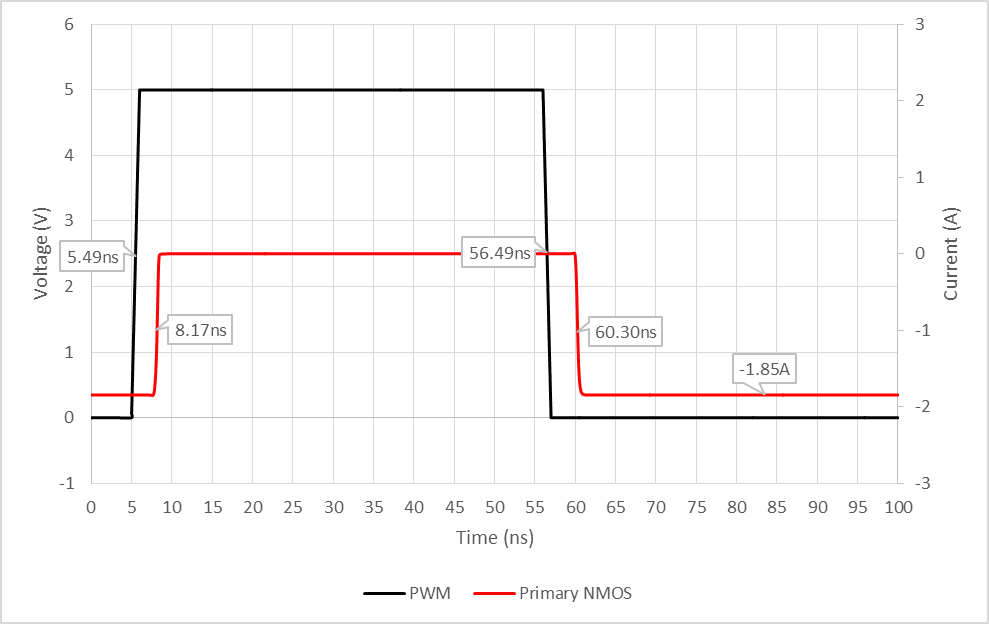 6
5
4
3
2
1
0
-1
Voltage (V)
3
2
1
0
-1
-2
-3
Current (A)
5.49ns
8.17ns
56.49ns
60.30ns
-1.85A
0 5 10 15 20 25 30 35 40 45 50 55 60 65 70 75 80 85 90 95 100
Time (ns)
PWM Primary NMOS